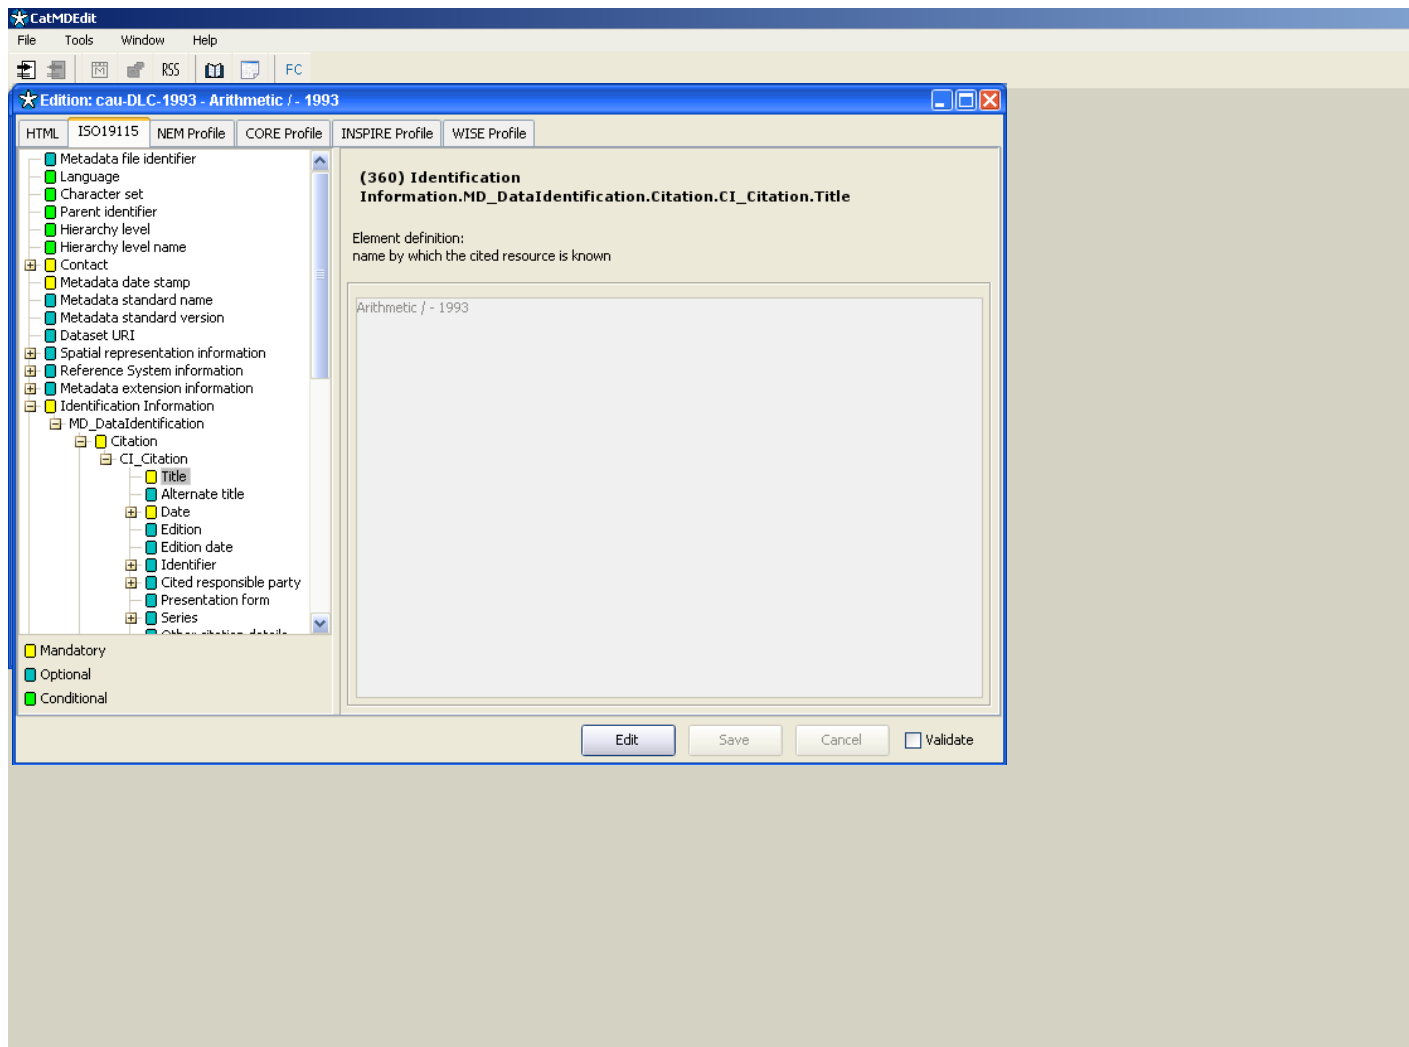 CatMDEdit
File Tools Window Help
RSS FC
Edition: cau-DLC-1993 - Arithmetic / - 1993
HTML ISO19115 NEM Profile CORE Profile INSPIRE Profile WISE Profile
Metadata file identifier
Language
Character set
Parent identifier
Hierarchy level
Hierarchy level name
Contact
Metadata date stamp
Metadata standard name
Metadata standard version
Dataset URI
Spatial representation information
Reference System information
Metadata extension information
Identification Information
MD_DataIdentification
Citation
CI_Citation
Title
Alternate title
Date
Edition
Edition date
Identifier
Cited responsible party
Presentation form
Series
Other citation details
Mandatory
Optional
Conditional
(360) Identification
Information.MD_DataIdentification.Citation.CI_Citation.Title
Element definition:
name by which the cited resource is known
Arithmetic / - 1993
Edit Save Cancel Validate